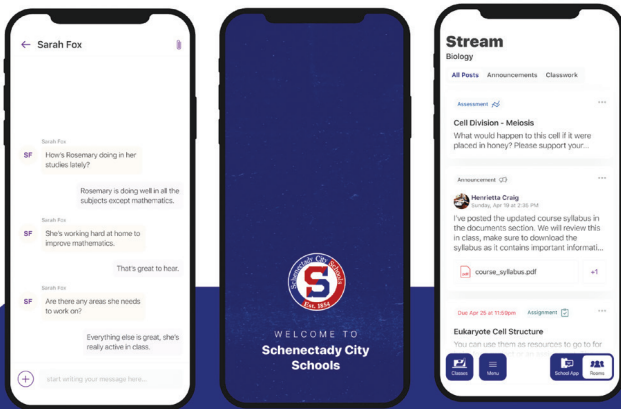 ← Sarah Fox
Sarah Fox
SF
How's Rosemary doing in her
studies lately?
Rosemary is doing well in all the
subjects except mathematics.
Sarah Fox
SF
She's working hard at home to
improve mathematics.
That's great to hear.
Sarah Fox
SF
Are there any areas she needs
to work on?
Everything else is great, she's
really active in class.
start writing your message here...
Schenectady City Schools
S
Est. 1854
WELCOME TO
Schenectady City
Schools
Stream
Biology
All Posts Announcements Classwork
Assessment
Cell Division - Meiosis
What would happen to this cell if it were
placed in honey? Please support your...
Announcement
Henrietta Craig
Sunday, Apr 19 at 2:35 PM
I've posted the updated course syllabus in
the documents section. We will review this
in class, make sure to download the
syllabus as it contains important informati...
course_syllabus.pdf
+1
Due Apr 25 at 11:59pm Assignment
Eukaryote Cell Structure
You can use them as resources to go to for
Classes
Menu
School App
Rooms